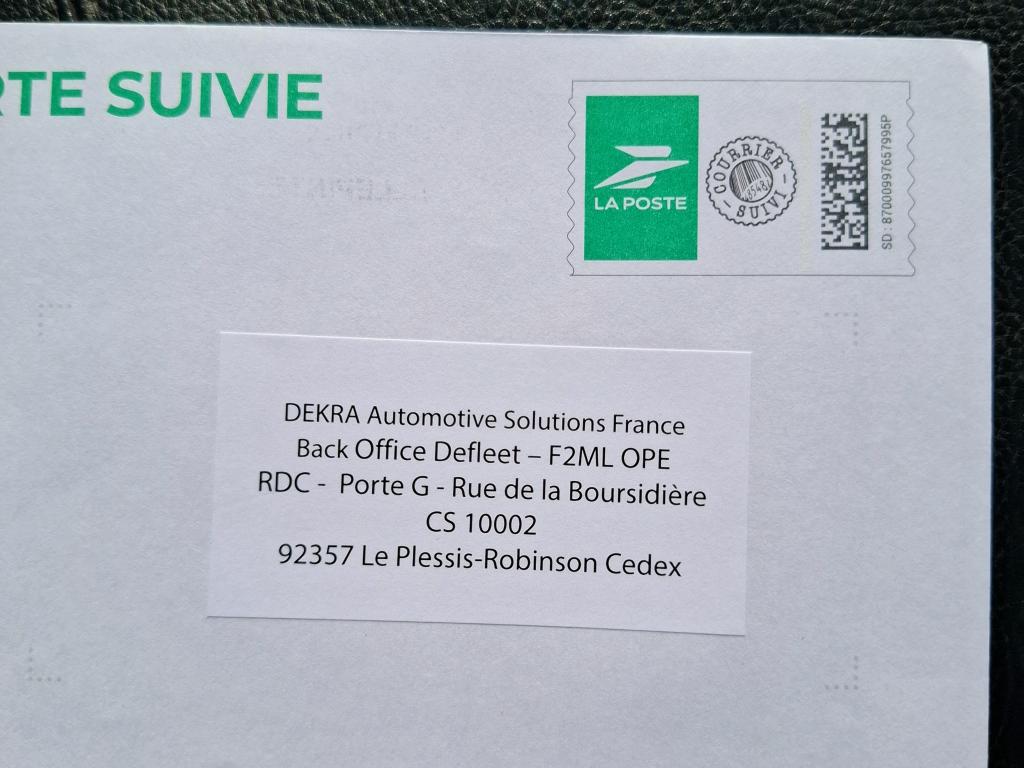 RTE SUIVIE
LA POSTE
COURRIER
SUIVI
SD : 87000997657995P
DEKRA Automotive Solutions France
Back Office Defleet – F2ML OPE
RDC - Porte G - Rue de la Boursidière
CS 10002
92357 Le Plessis-Robinson Cedex